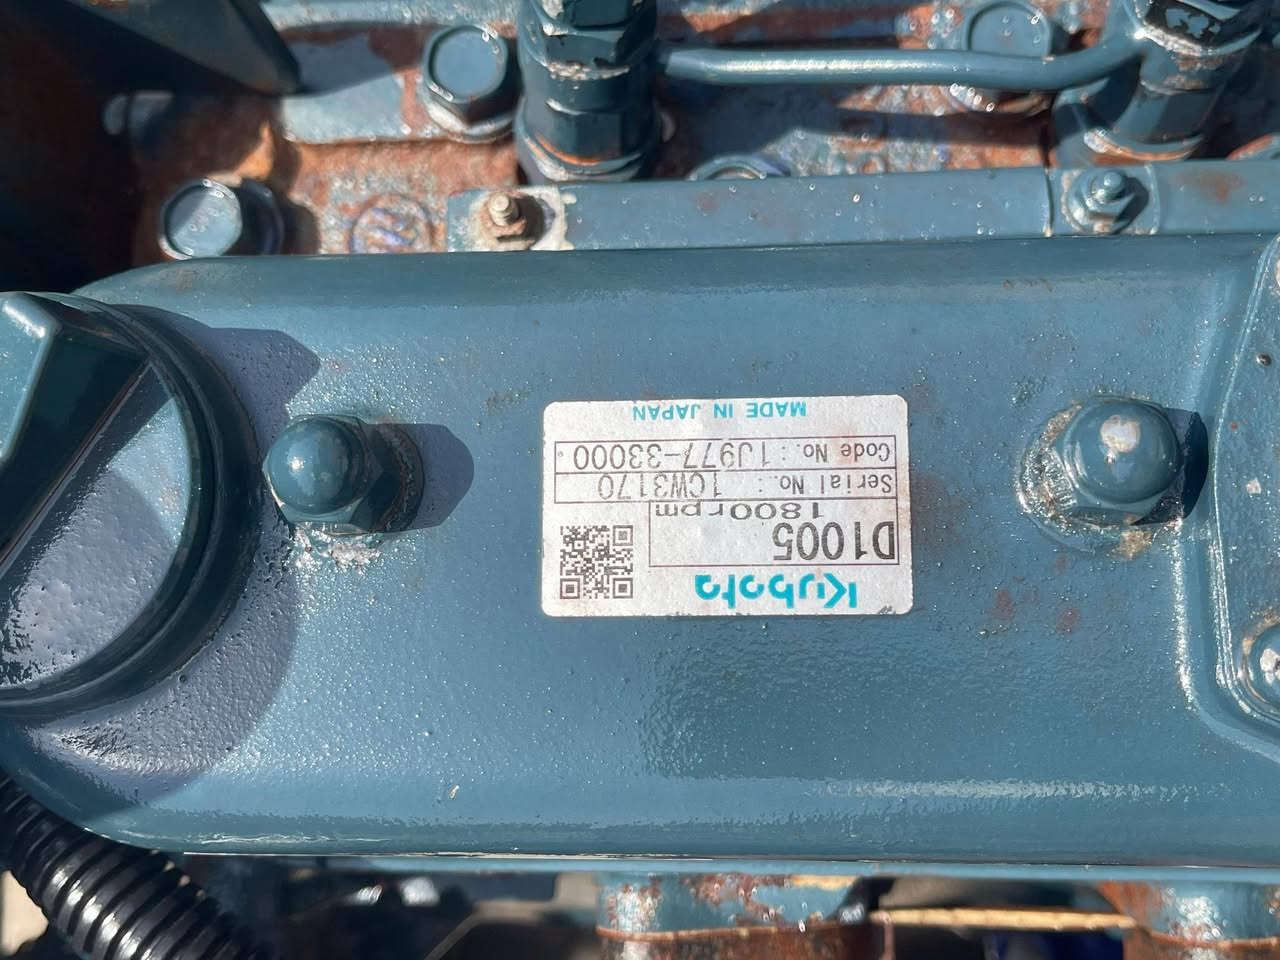 Kubota
D1005
1800rpm
Serial No.: 1CW3170
Code No.: 1J977-33000
MADE IN JAPAN